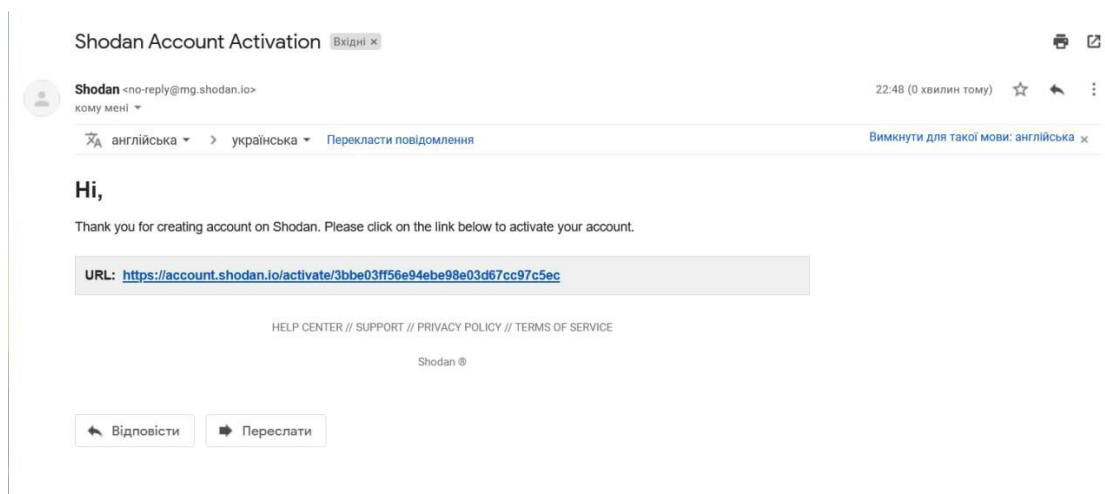 Shodan Account Activation Вхідні ×
Shodan <no-reply@mg.shodan.io>
22:48 (0 хвилин тому)
кому мені
англійська > українська Перекласти повідомлення
Вимкнути для такої мови: англійська ×
Hi,
Thank you for creating account on Shodan. Please click on the link below to activate your account.
URL: https://account.shodan.io/activate/3bbe03ff56e94ebe98e03d67cc97c5ec
HELP CENTER // SUPPORT // PRIVACY POLICY // TERMS OF SERVICE
Shodan ®
Відповісти
Переслати